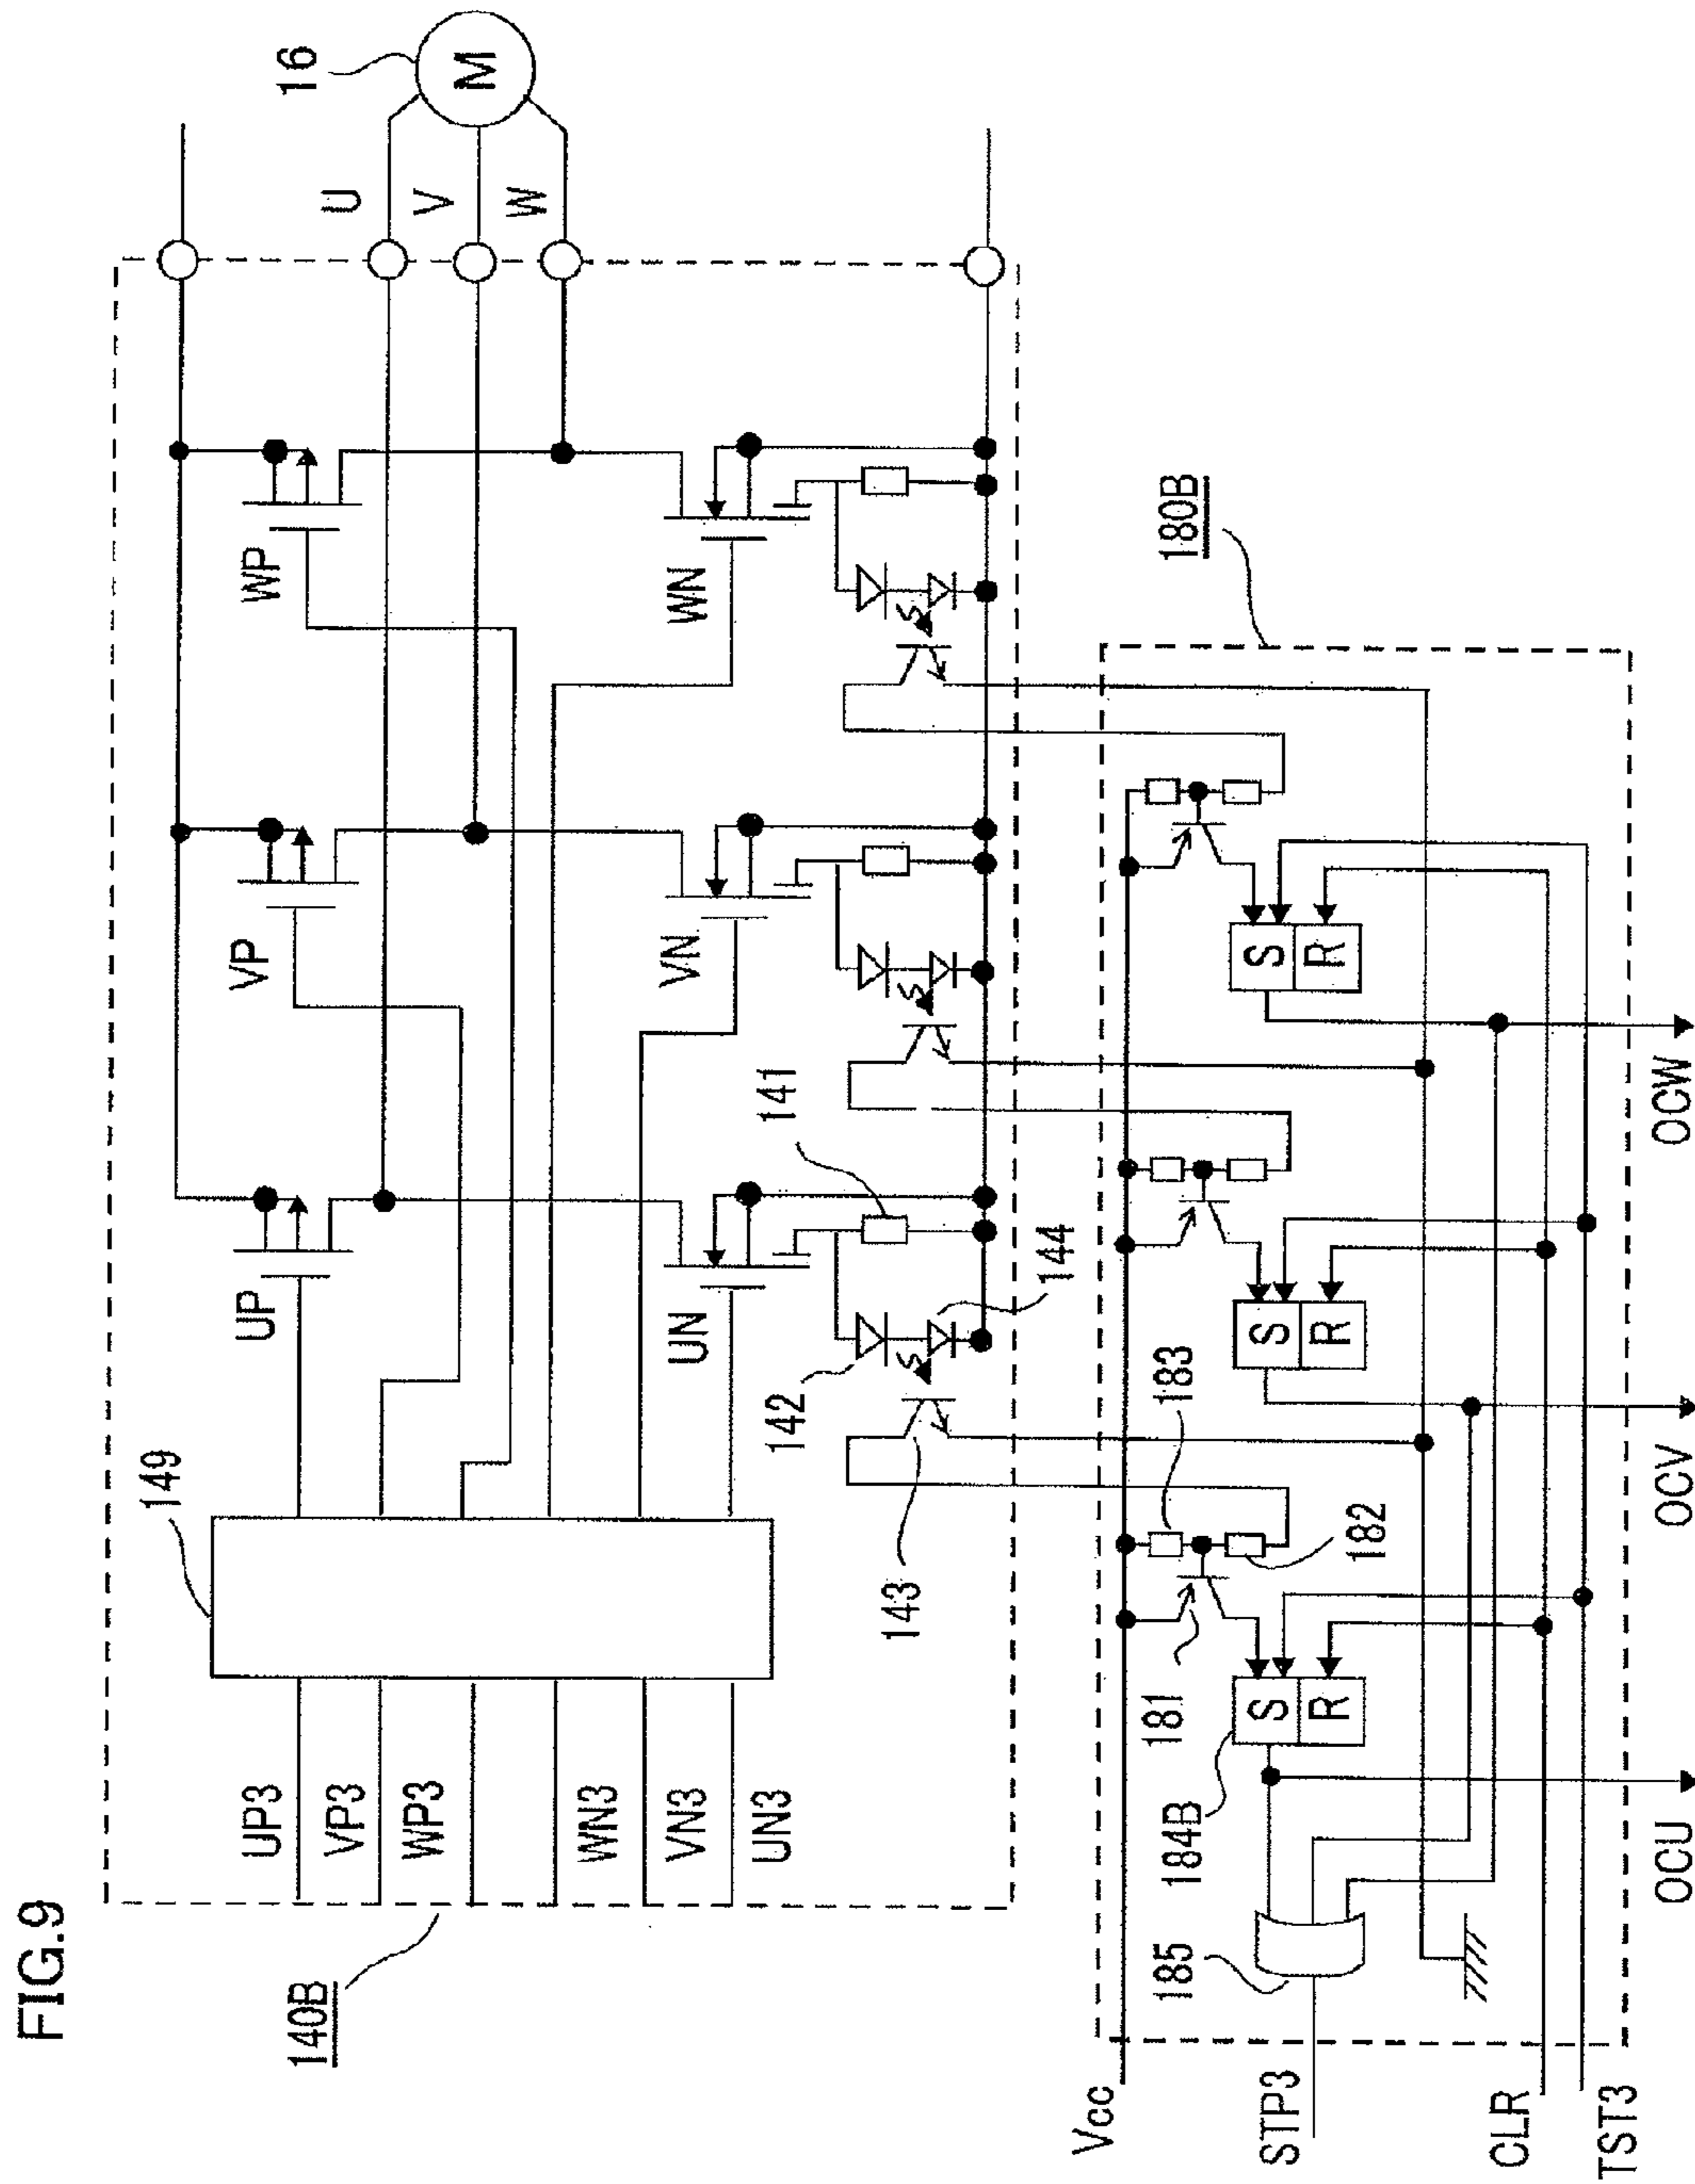 FIG.9
140B
149
16
M
U
V
W
UP
VP
WP
UN
VN
WN
UP3
VP3
WP3
WN3
VN3
UN3
141
142
143
144
180B
Vcc
STP3
CLR
TST3
185
184B
181
183
182
S
R
S
R
S
R
OCU
OCV
OCW